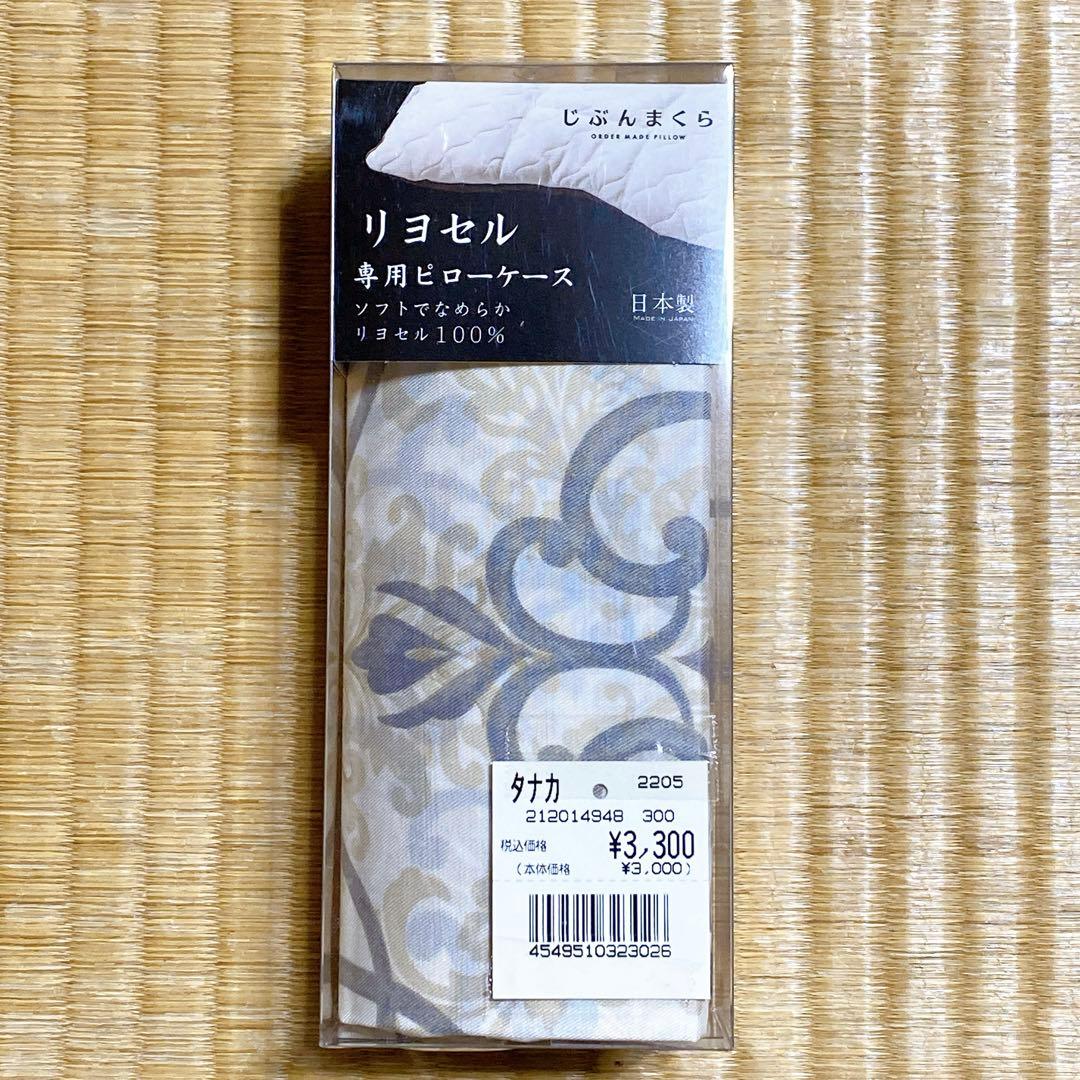 じぶんまくら
ORDER MADE PILLOW
リヨセル
専用ピローケース
ソフトでなめらか
リヨセル100%
日本製
MADE IN JAPAN
タナカ 2205
212014948 300
税込価格 ¥3,300
(本体価格 ¥3,000)
4549510323026